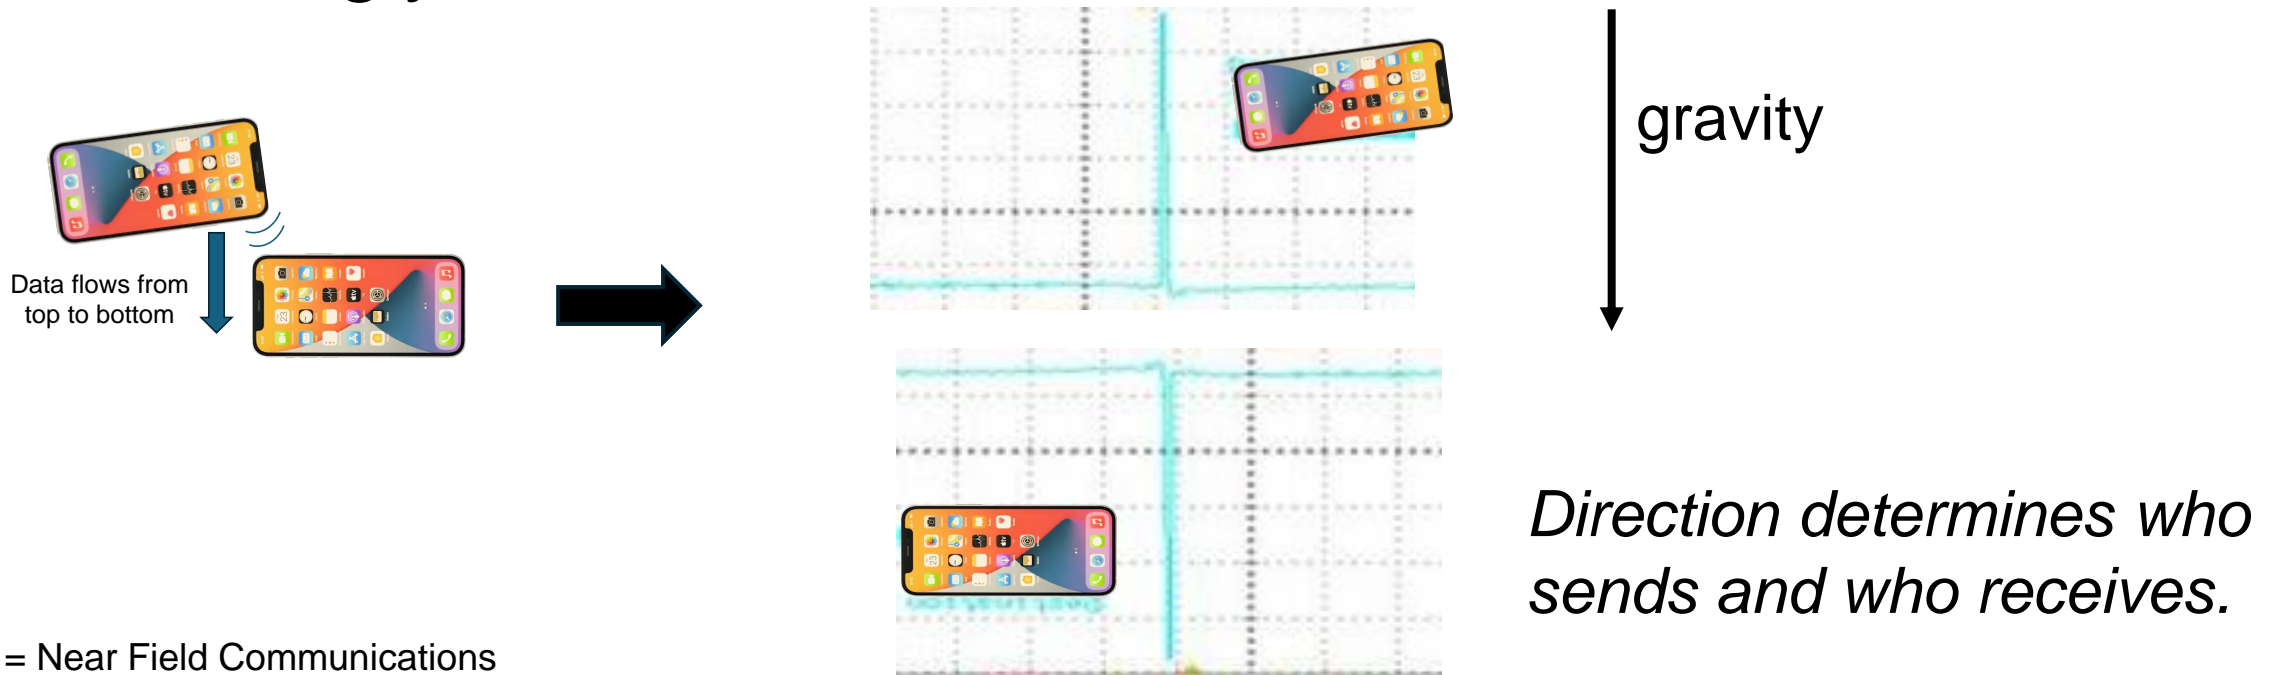 Data flows from
top to bottom
gravity
Direction determines who
sends and who receives.
= Near Field Communications